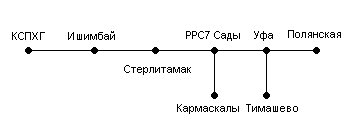 КСПХГ Ишимбай РРС7 Сады Уфа Полянская
Стерлитамак
Кармаскалы Тимашево